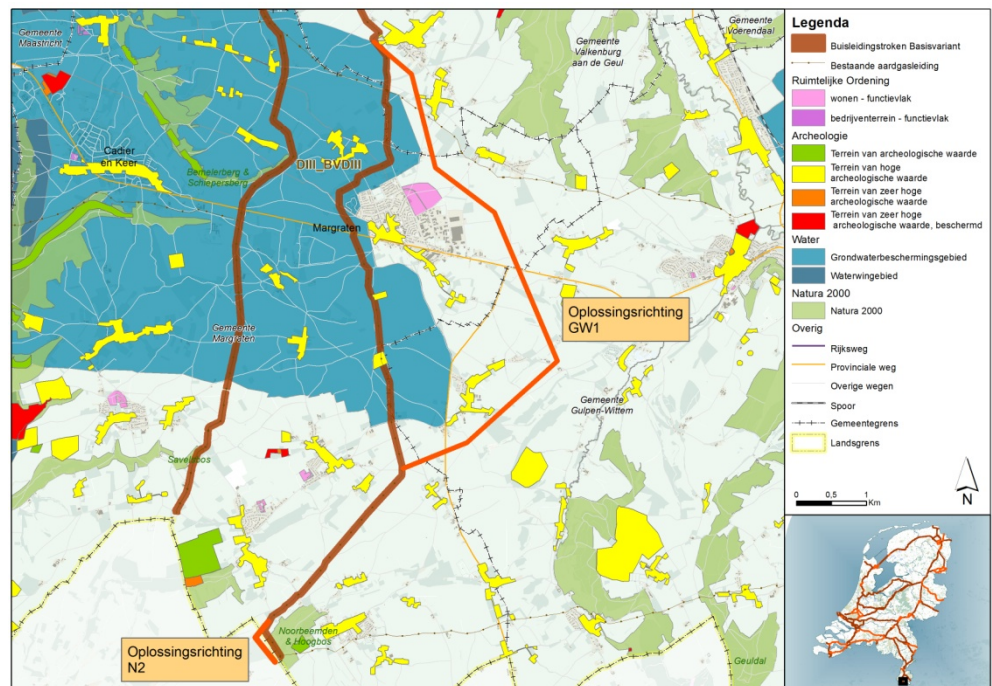 Gemeente
Maastricht
Cadier
en Keer
Bemelerberg &
Schiepersberg
DIII_BVDIII
Margraten
Gemeente
Margraten
Savelsbos
Noorbeemden
& Hoogbos
Oplossingsrichting
N2
Gemeente
Valkenburg
aan de Geul
Gemeente
Voerendaal
Oplossingsrichting
GW1
Gemeente
Gulpen-Wittem
Geuldal
Legenda
Buisleidingstroken Basisvariant
Bestaande aardgasleiding
Ruimtelijke Ordening
wonen - functievlak
bedrijventerrein - functievlak
Archeologie
Terrein van archeologische waarde
Terrein van hoge
archeologische waarde
Terrein van zeer hoge
archeologische waarde
Terrein van zeer hoge
archeologische waarde, beschermd
Water
Grondwaterbeschermingsgebied
Waterwingebied
Natura 2000
Natura 2000
Overig
Rijksweg
Provinciale weg
Overige wegen
Spoor
Gemeentegrens
Landsgrens
0 0,5 1
Km
N